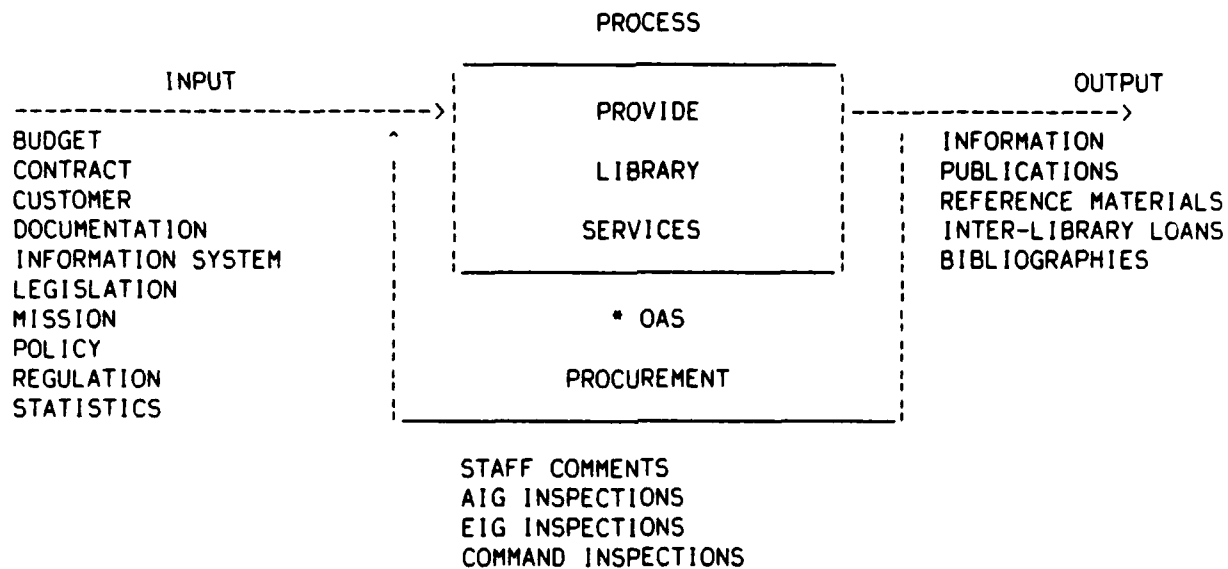 PROCESS
INPUT
OUTPUT
PROVIDE
LIBRARY
SERVICES
BUDGET
CONTRACT
CUSTOMER
DOCUMENTATION
INFORMATION SYSTEM
LEGISLATION
MISSION
POLICY
REGULATION
STATISTICS
INFORMATION
PUBLICATIONS
REFERENCE MATERIALS
INTER-LIBRARY LOANS
BIBLIOGRAPHIES
* OAS
PROCUREMENT
STAFF COMMENTS
AIG INSPECTIONS
EIG INSPECTIONS
COMMAND INSPECTIONS